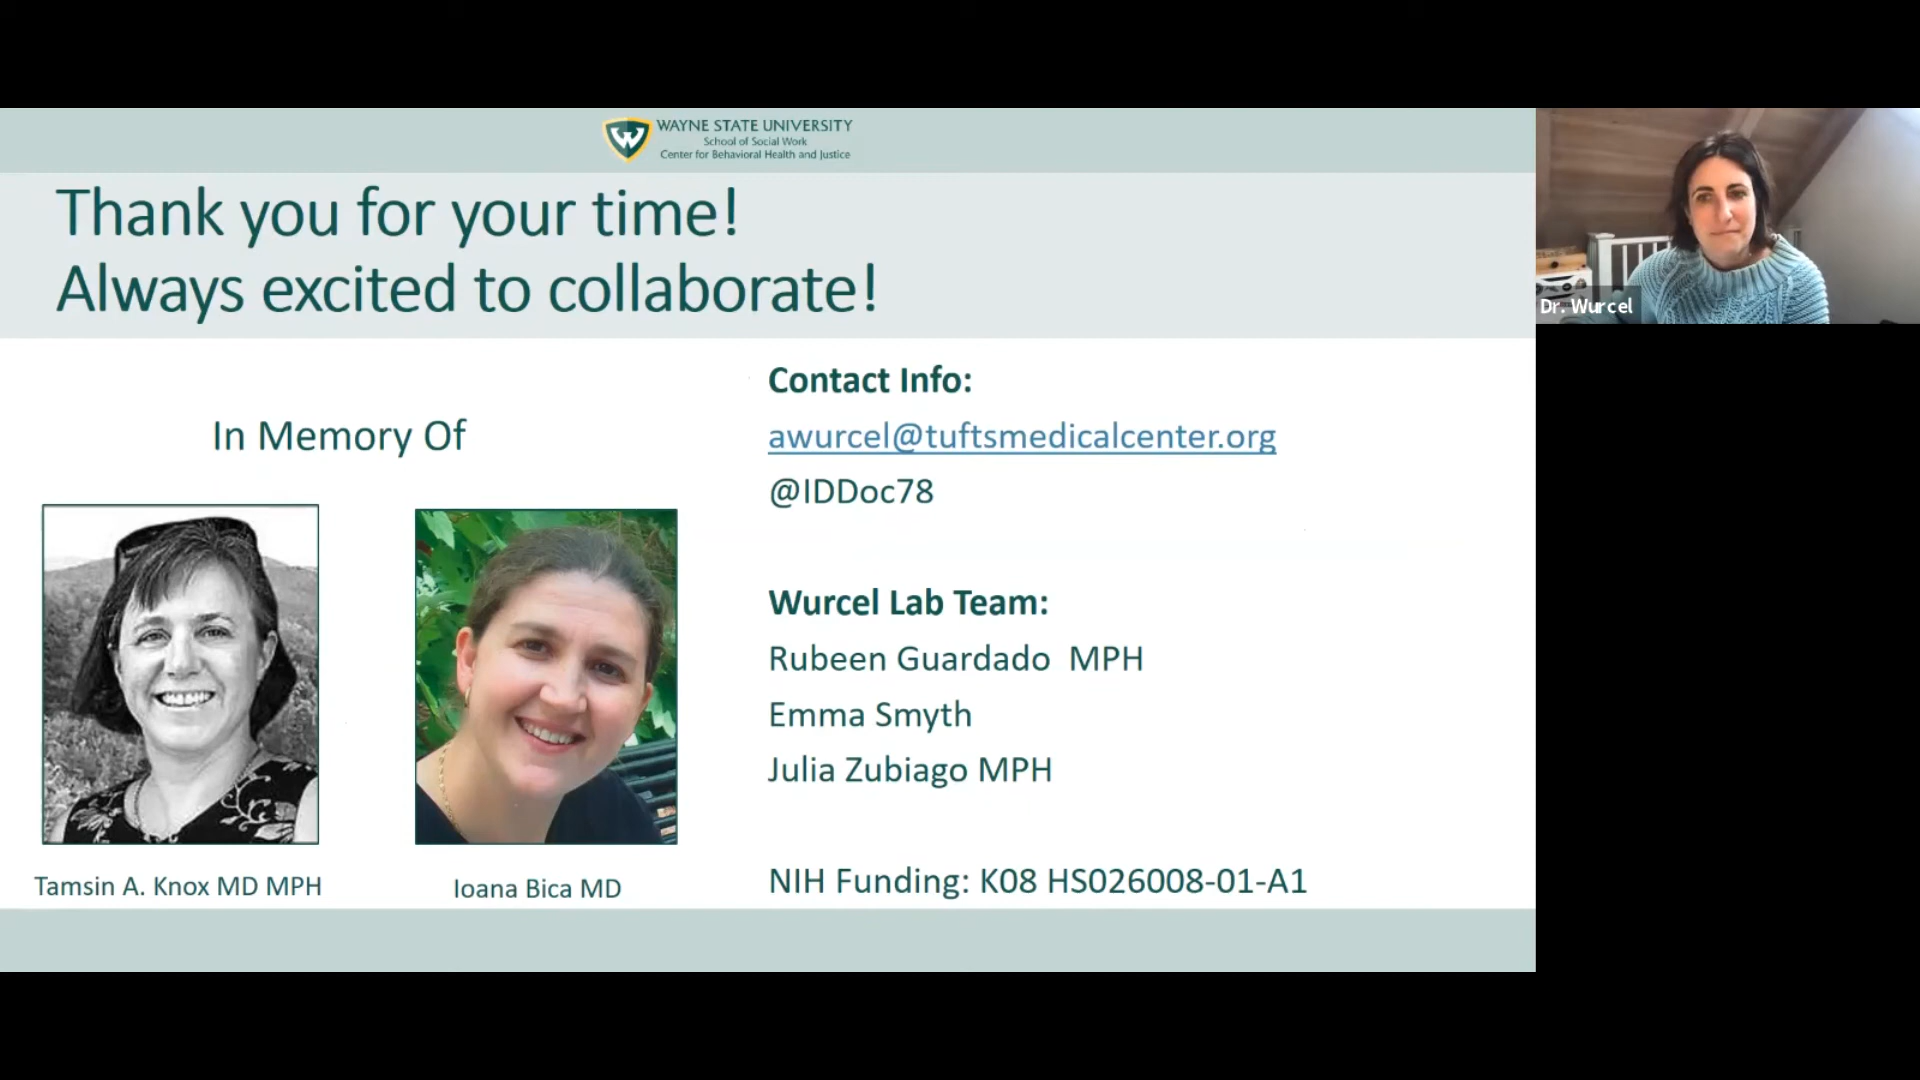 WAYNE STATE UNIVERSITY
School of Social Work
Center for Behavioral Health and Justice
Thank you for your time!
Always excited to collaborate!
Dr. Wurcel
In Memory Of
Tamsin A. Knox MD MPH
Ioana Bica MD
Contact Info:
awurcel@tuftsmedicalcenter.org
@IDDoc78
Wurcel Lab Team:
Rubeen Guardado  MPH
Emma Smyth
Julia Zubiago MPH
NIH Funding: K08 HS026008-01-A1